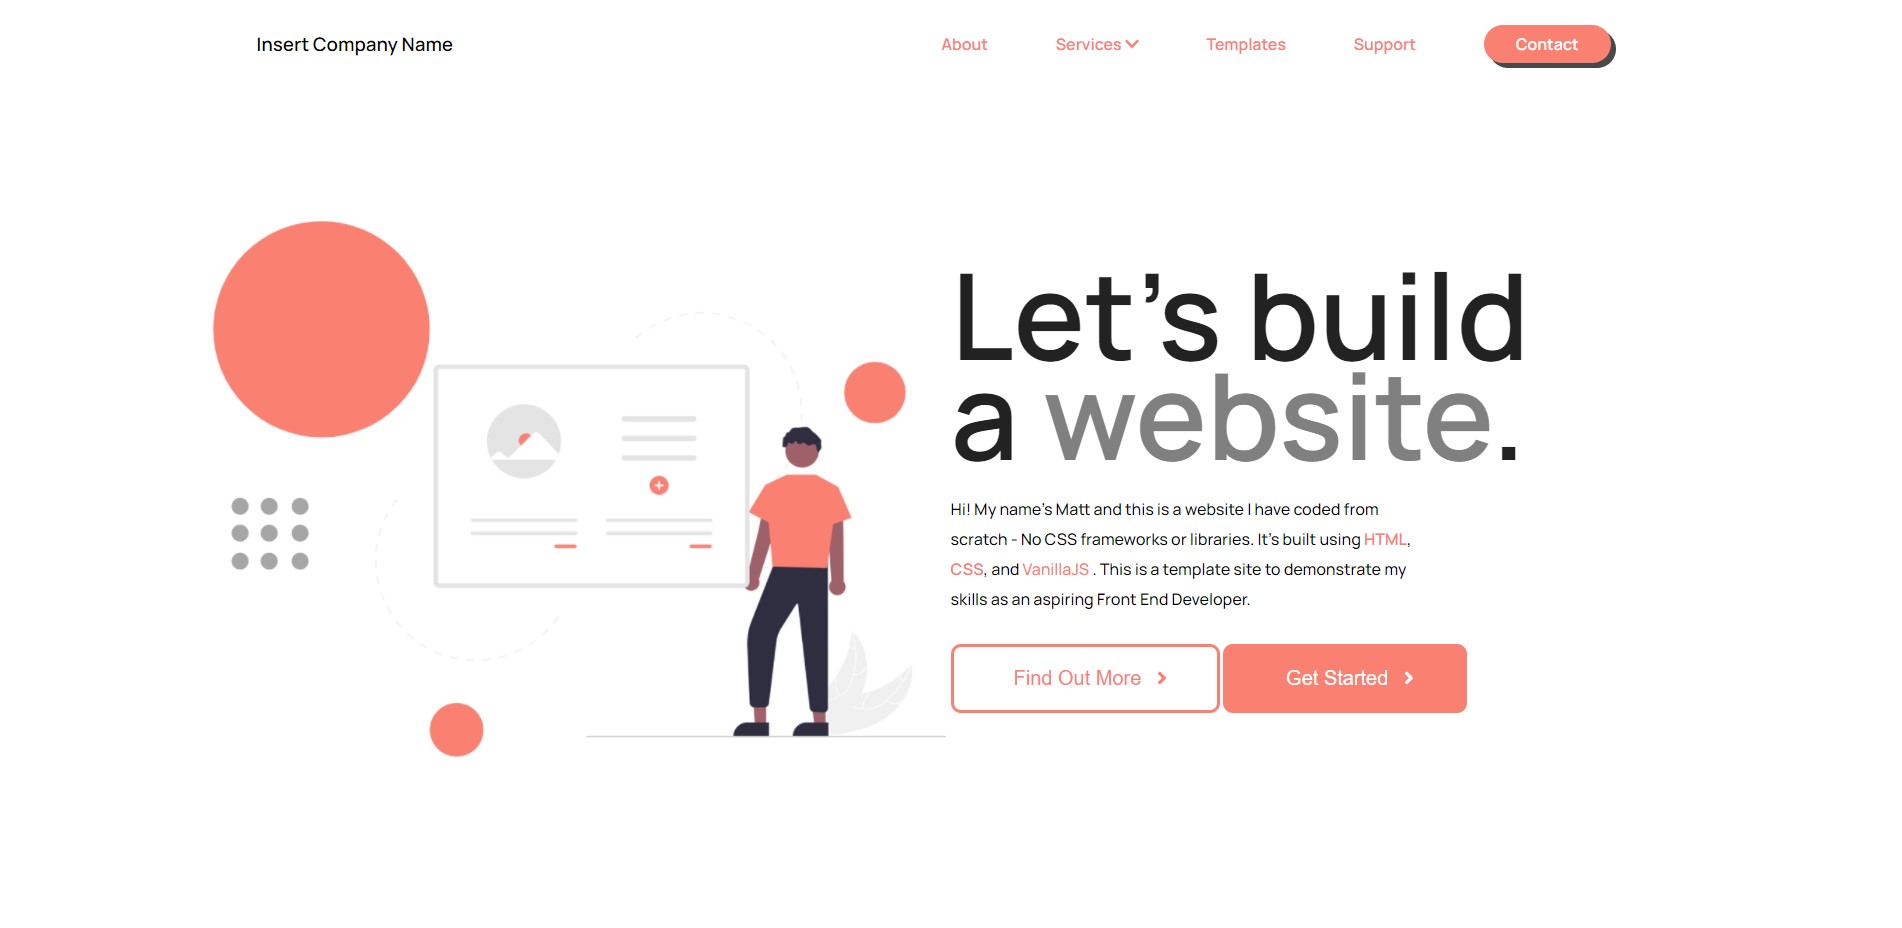 Insert Company Name
About
Services
Templates
Support
Contact
Let’s build
a website.
Hi! My name's Matt and this is a website I have coded from
scratch - No CSS frameworks or libraries. It's built using HTML,
CSS, and VanillaJS . This is a template site to demonstrate my
skills as an aspiring Front End Developer.
Find Out More
Get Started